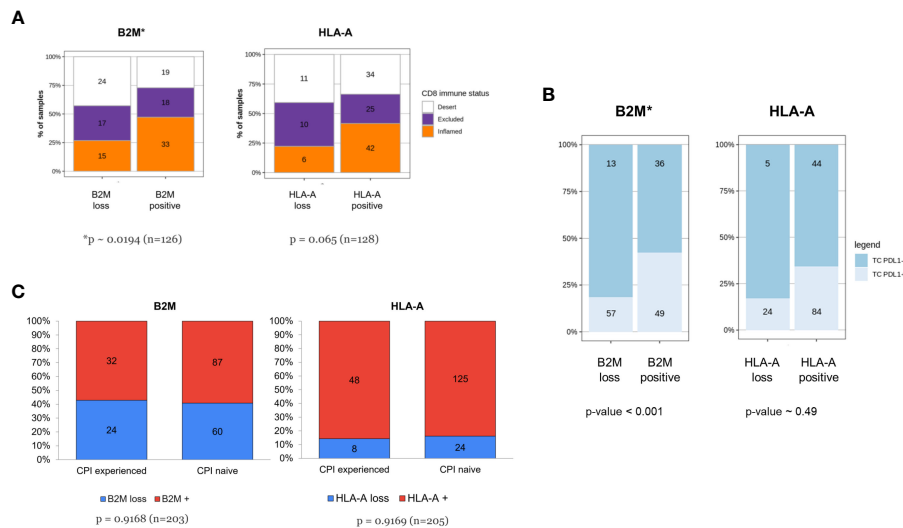 A
B2M*
HLA-A
% of samples
100%
75%
50%
25%
0%
24
17
15
19
18
33
B2M
loss
B2M
positive
*p ~ 0.0194 (n=126)
% of samples
100%
75%
50%
25%
0%
11
10
6
34
25
42
HLA-A
loss
HLA-A
positive
p = 0.065 (n=128)
CD8 immune status
Desert
Excluded
Inflamed
B
B2M*
HLA-A
100%
75%
50%
25%
0%
13
57
36
49
B2M
loss
B2M
positive
p-value < 0.001
100%
75%
50%
25%
0%
5
24
44
84
HLA-A
loss
HLA-A
positive
p-value ~ 0.49
legend
TC PDL1-
TC PDL1-
C
B2M
HLA-A
100%
90%
80%
70%
60%
50%
40%
30%
20%
10%
0%
32
24
87
60
CPI experienced
CPI naive
B2M loss
B2M +
p = 0.9168 (n=203)
100%
90%
80%
70%
60%
50%
40%
30%
20%
10%
0%
48
8
125
24
CPI experienced
CPI naive
HLA-A loss
HLA-A +
p = 0.9169 (n=205)